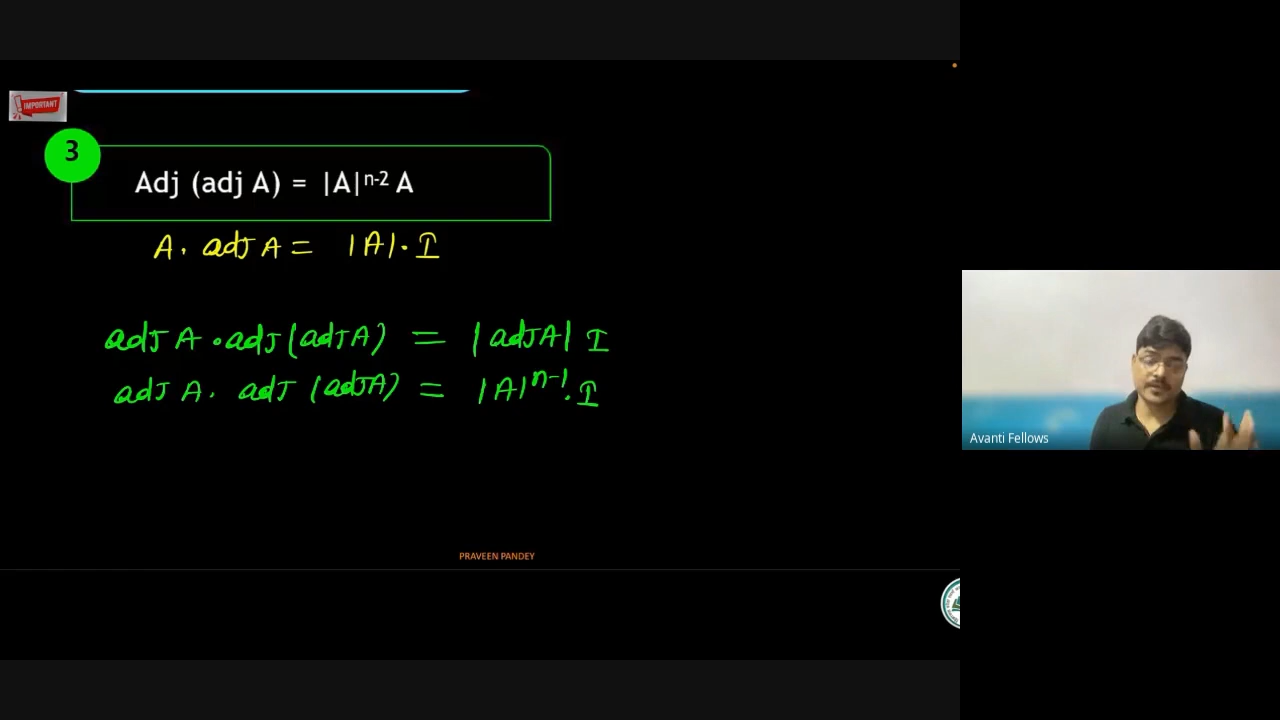 IMPORTANT
3
Adj (adj A) = |A|ⁿ⁻² A
A. adj A = |A|. I
adj A . adj (adj A) = |adj A| I
adj A. adj (adj A) = |A|ⁿ⁻¹. I
Avanti Fellows
PRAVEEN PANDEY